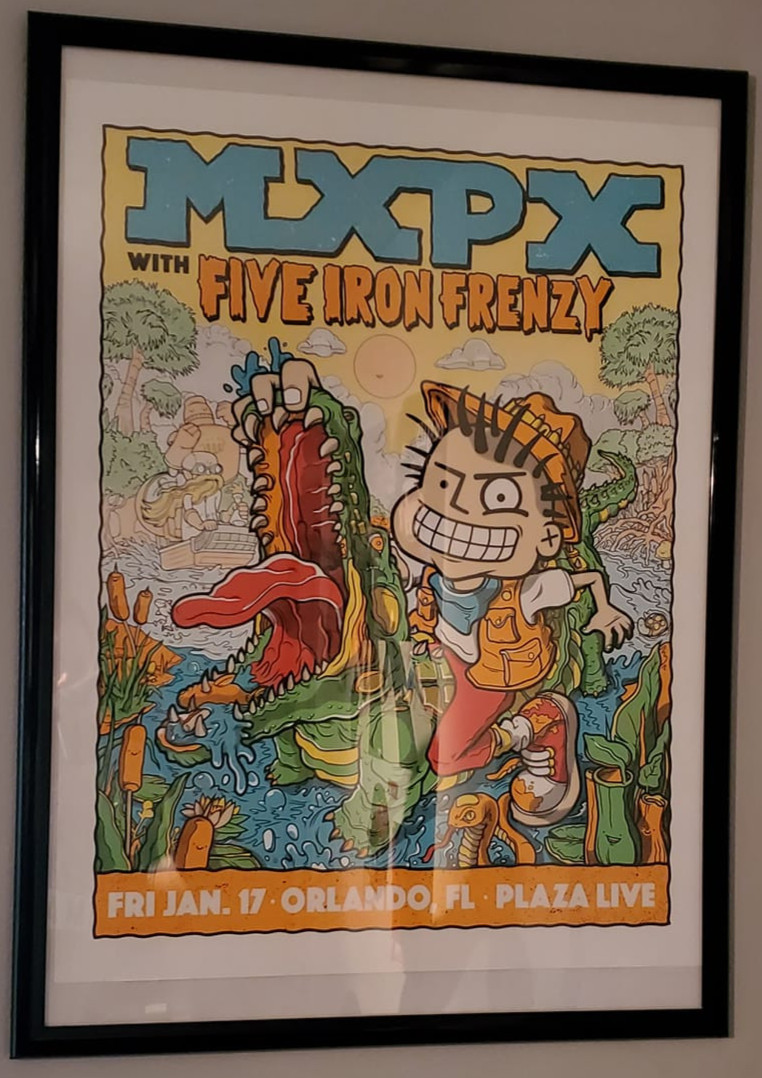 MXPX
WITH FIVE IRON FRENZY
FRI JAN. 17 · ORLANDO, FL · PLAZA LIVE